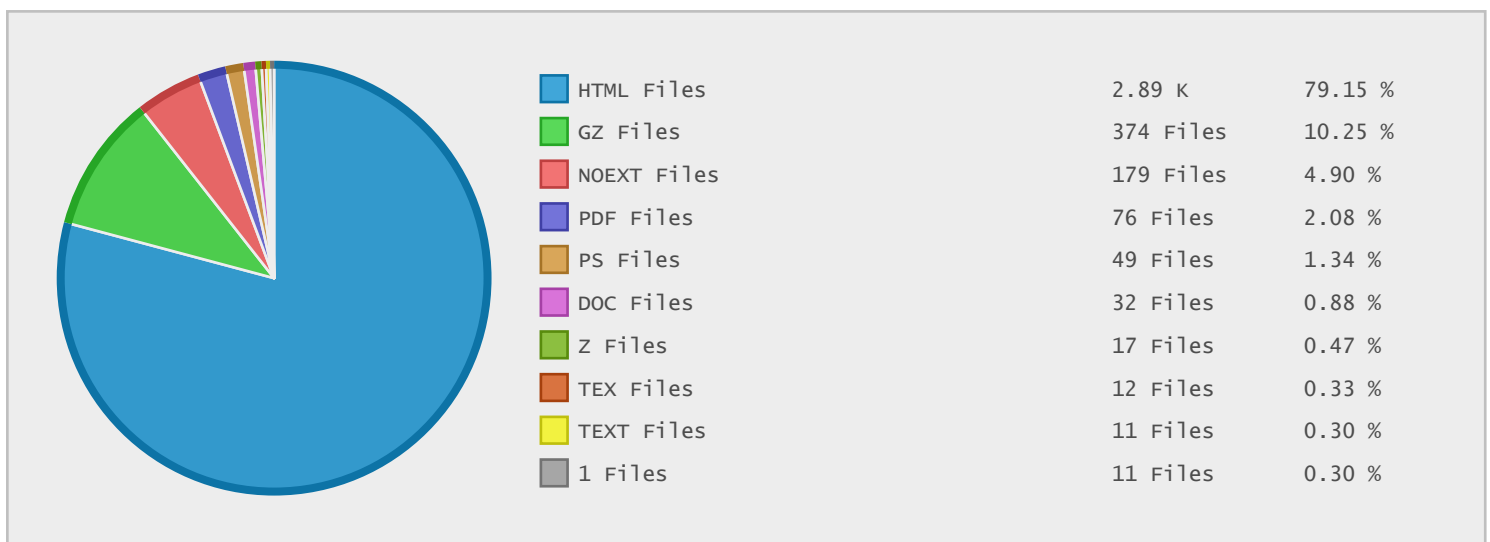 HTML Files 2.89 K 79.15 %
GZ Files 374 Files 10.25 %
NOEXT Files 179 Files 4.90 %
PDF Files 76 Files 2.08 %
PS Files 49 Files 1.34 %
DOC Files 32 Files 0.88 %
Z Files 17 Files 0.47 %
TEX Files 12 Files 0.33 %
TEXT Files 11 Files 0.30 %
1 Files 11 Files 0.30 %